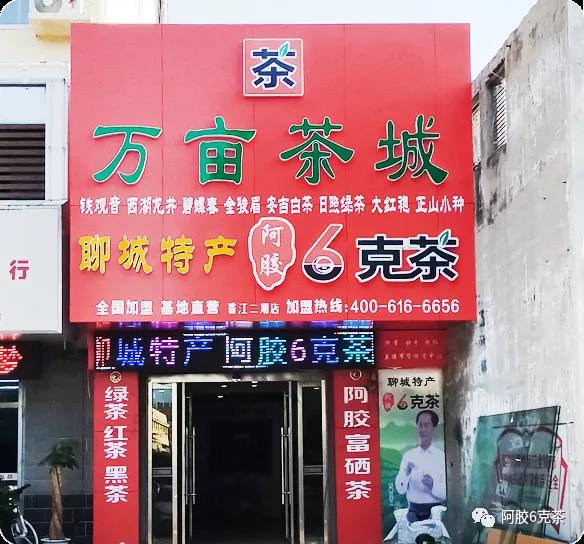 茶
万亩茶城
铁观音 西湖龙井 碧螺春 金骏眉 安吉白茶 日照绿茶 大红袍 正山小种
聊城特产 阿胶 6克茶
全国加盟 基地直营 香江二期店 加盟热线:400-616-6656
城特产 阿胶6克茶
行
绿茶红茶黑茶
阿胶富硒茶
聊城特产
阿胶6克茶
阿胶6克茶